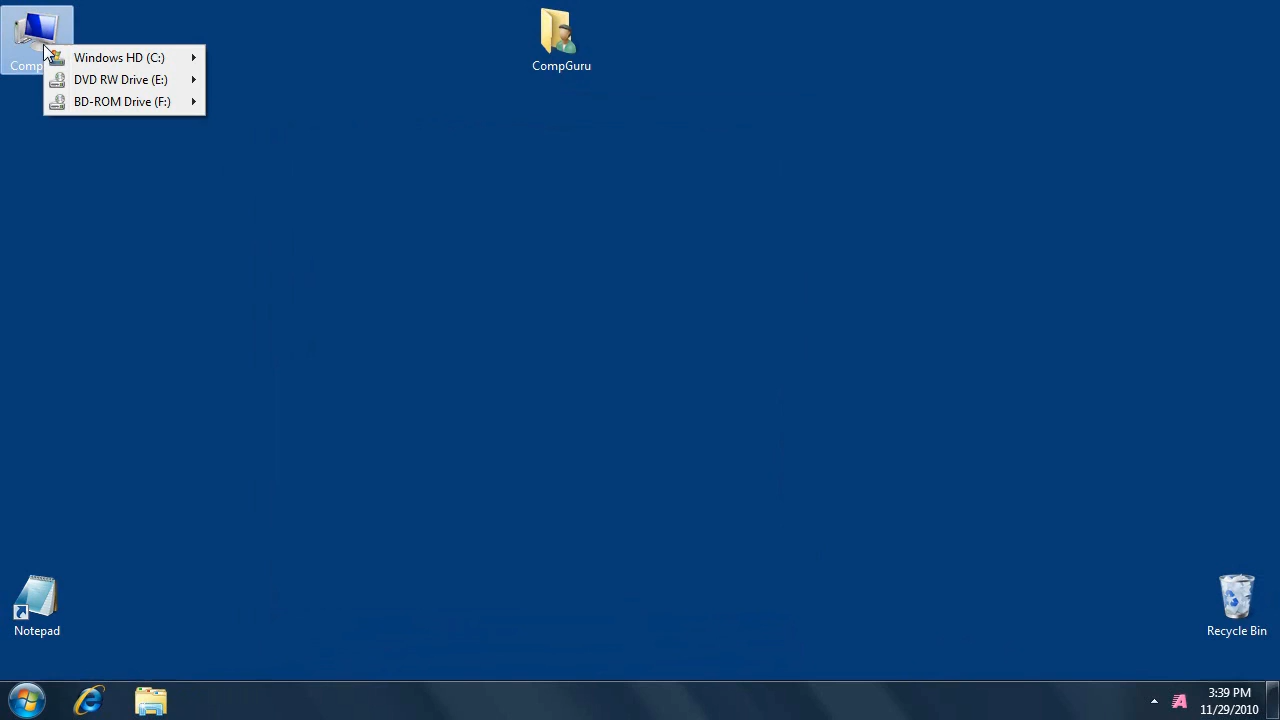 Windows HD (C:)
DVD RW Drive (E:)
BD-ROM Drive (F:)
CompGuru
Notepad
Recycle Bin
3:39 PM
11/29/2010